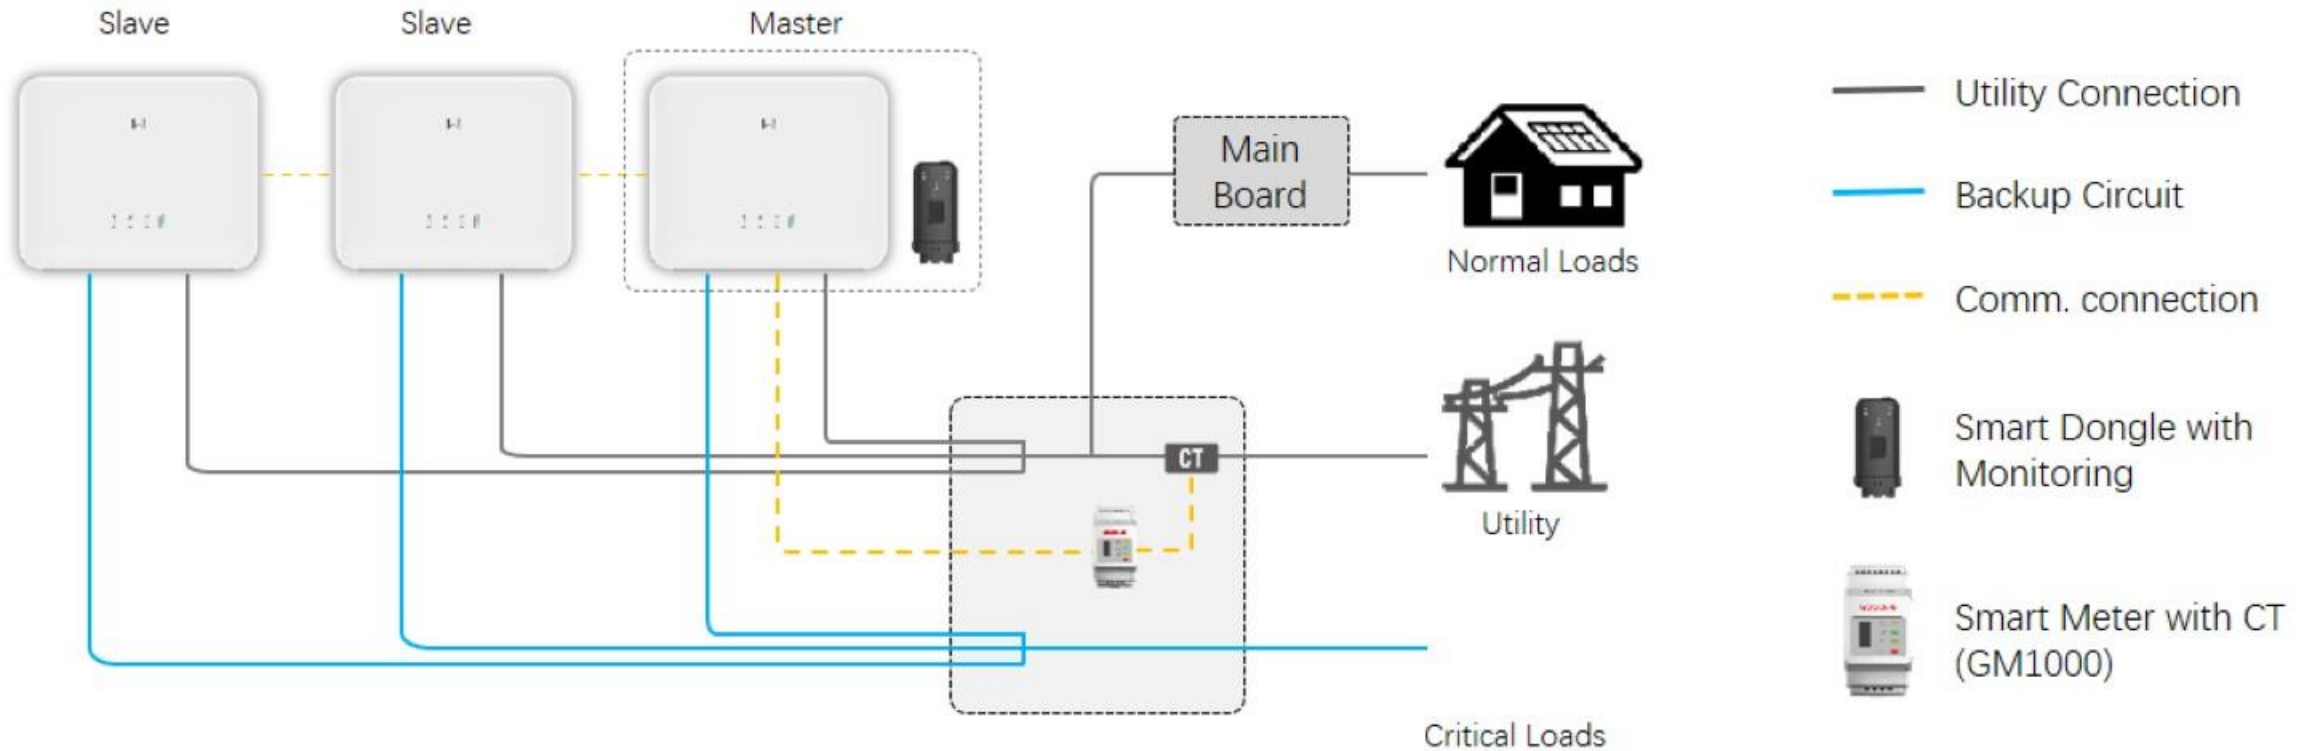 Slave
Slave
Master
Main
Board
Normal Loads
CT
Utility
Critical Loads
Utility Connection
Backup Circuit
Comm. connection
Smart Dongle with
Monitoring
Smart Meter with CT
(GM1000)